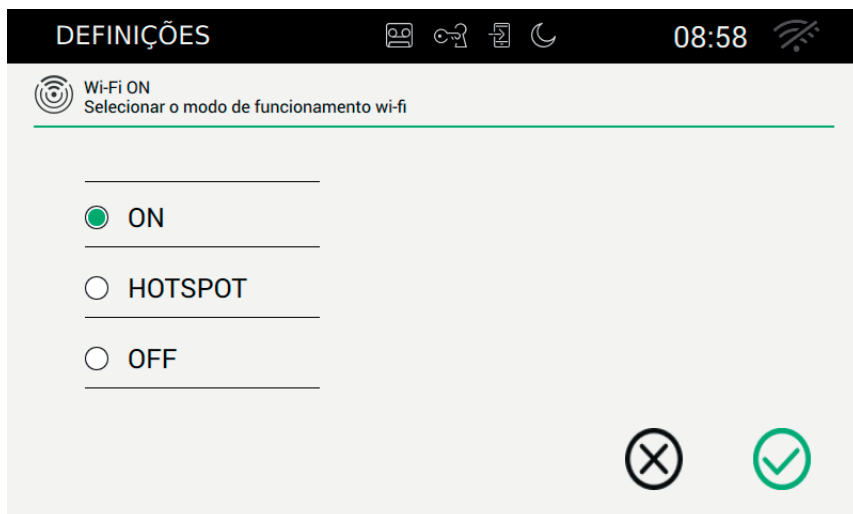 DEFINIÇÕES 08:58
Wi-Fi ON
Selecionar o modo de funcionamento wi-fi
ON
HOTSPOT
OFF